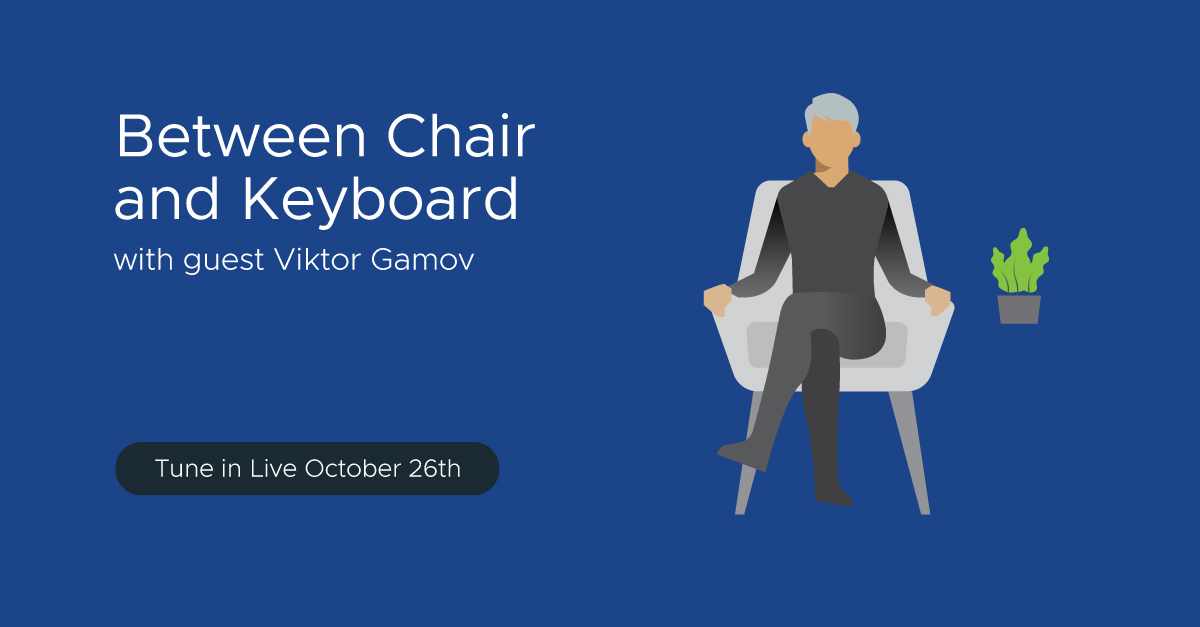 Between Chair
and Keyboard
with guest Viktor Gamov
Tune in Live October 26th